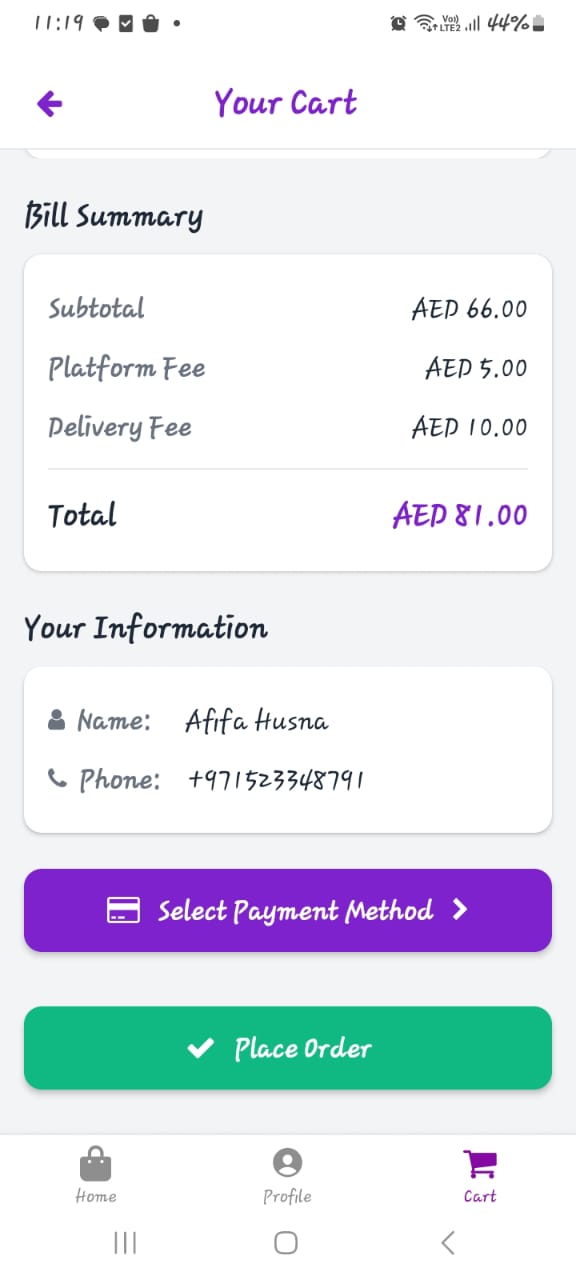 11:19 Vo)) LTE2 44%
Your Cart
Bill Summary
Subtotal AED 66.00
Platform Fee AED 5.00
Delivery Fee AED 10.00
Total AED 81.00
Your Information
Name: Afifa Husna
Phone: +971523348791
Select Payment Method
Place Order
Home Profile Cart